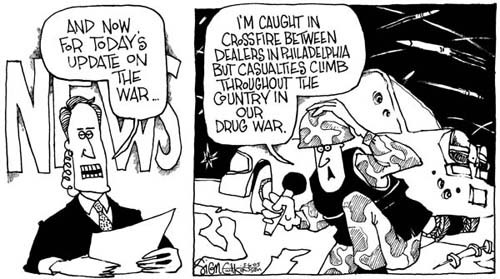 AND NOW
FOR TODAY'S
UPDATE ON
THE
WAR...
NEWS
I'M CAUGHT IN
CROSSFIRE BETWEEN
DEALERS IN PHILADELPHIA
BUT CASUALTIES CLIMB
THROUGHOUT THE
COUNTRY IN
OUR
DRUG WAR.